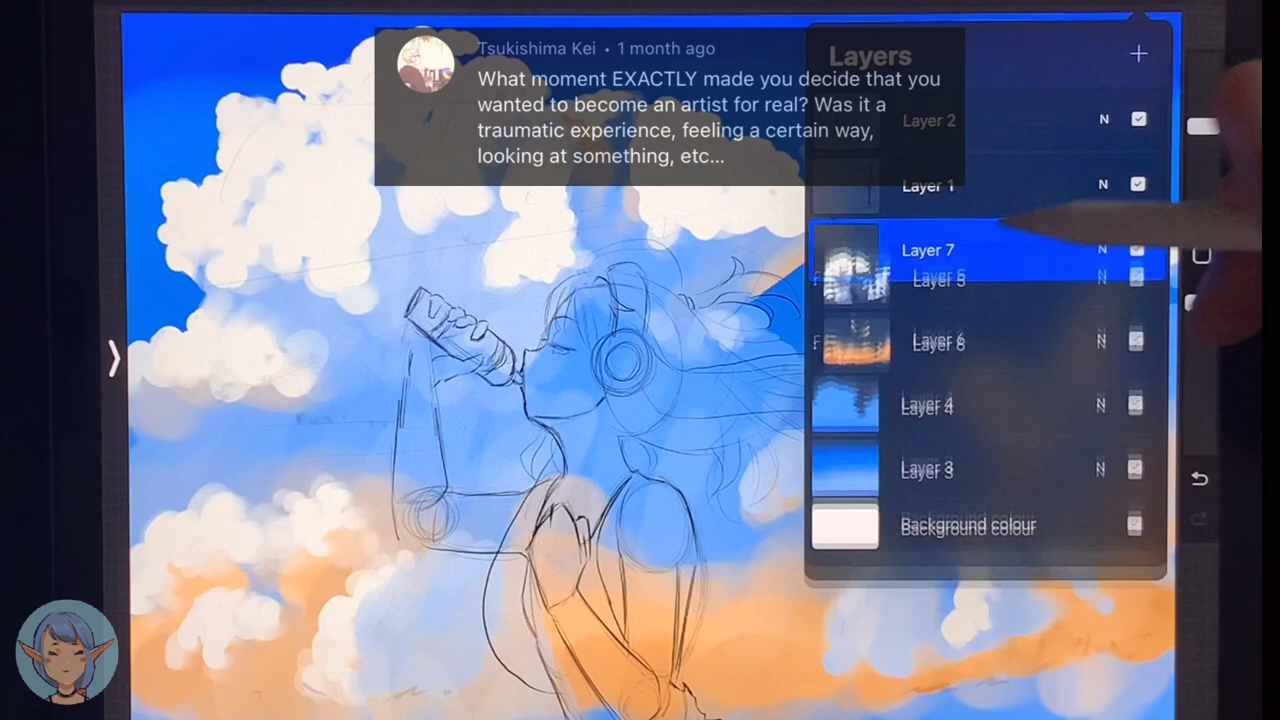 Tsukishima Kei • 1 month ago
What moment EXACTLY made you decide that you
wanted to become an artist for real? Was it a
traumatic experience, feeling a certain way,
looking at something, etc...
Layers
Layer 2 N
Layer 1 N
Layer 7 N
Layer 5 N
Layer 6 N
Layer 4 N
Layer 3 N
Background colour